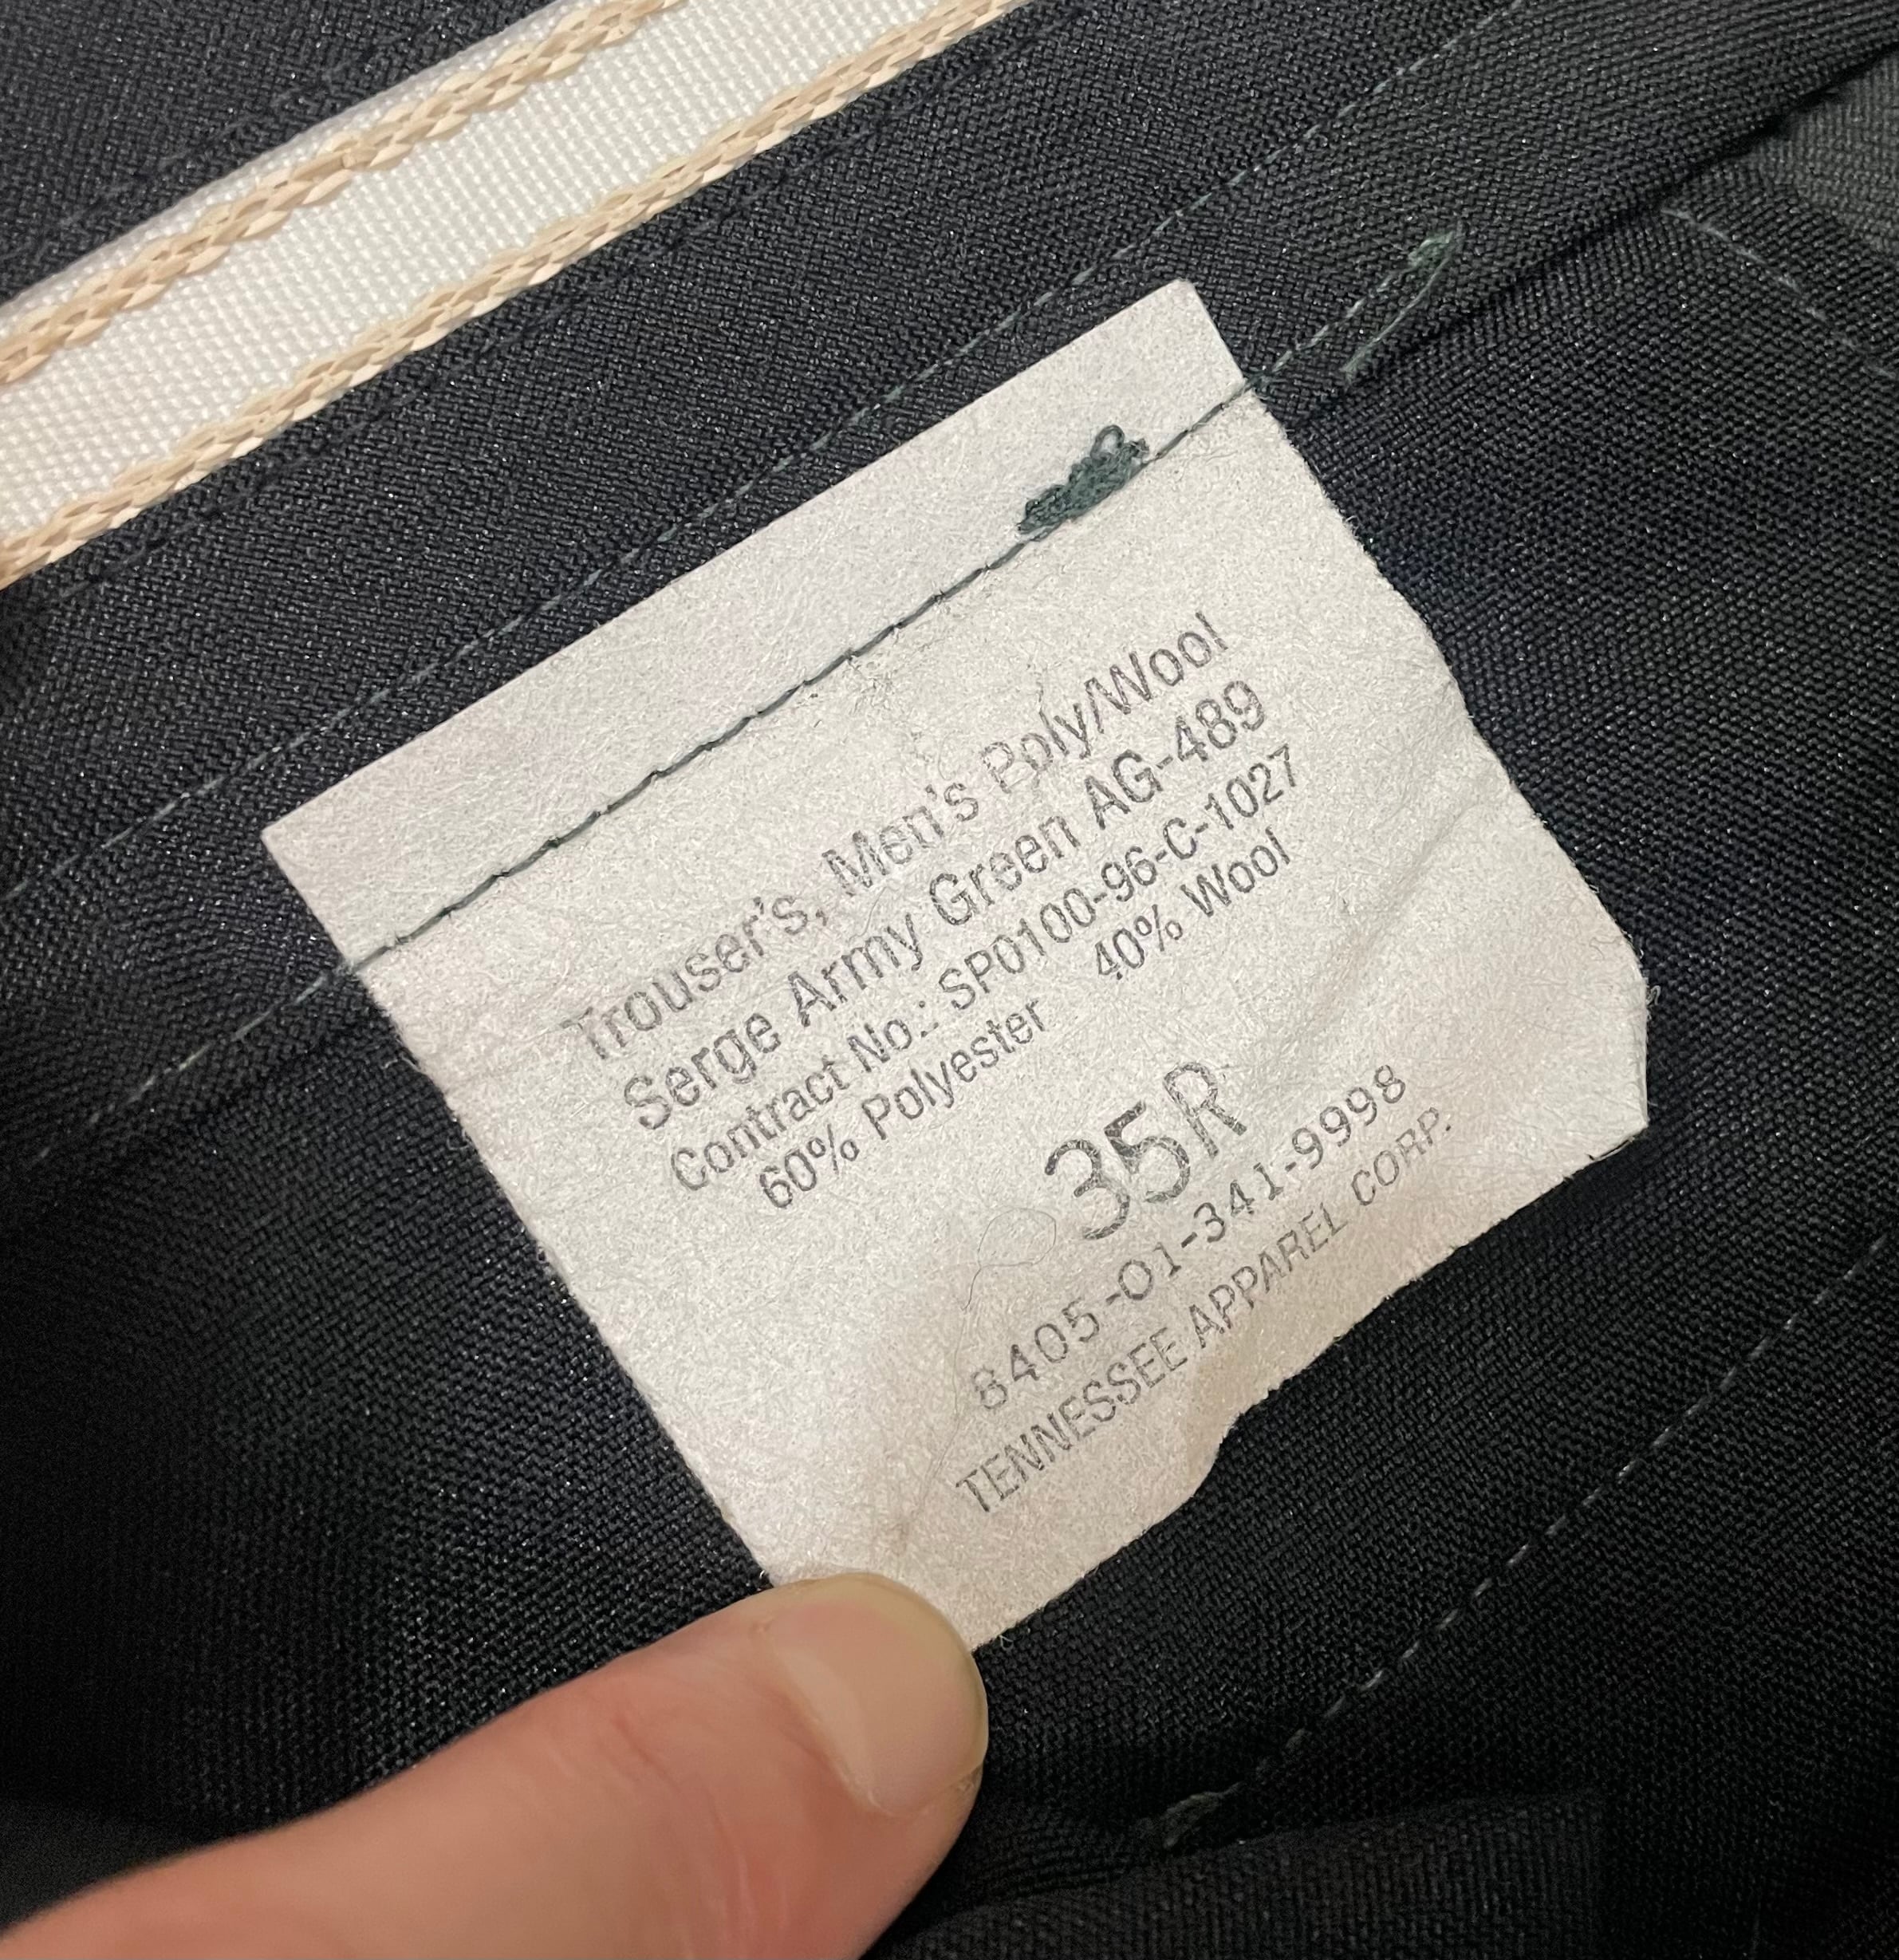 Trouser's, Men's Poly/Wool
Serge Army Green AG-489
Contract No.: SP0100-96-C-1027
60% Polyester 40% Wool
35R
8405-01-341-9998
TENNESSEE APPAREL CORP.